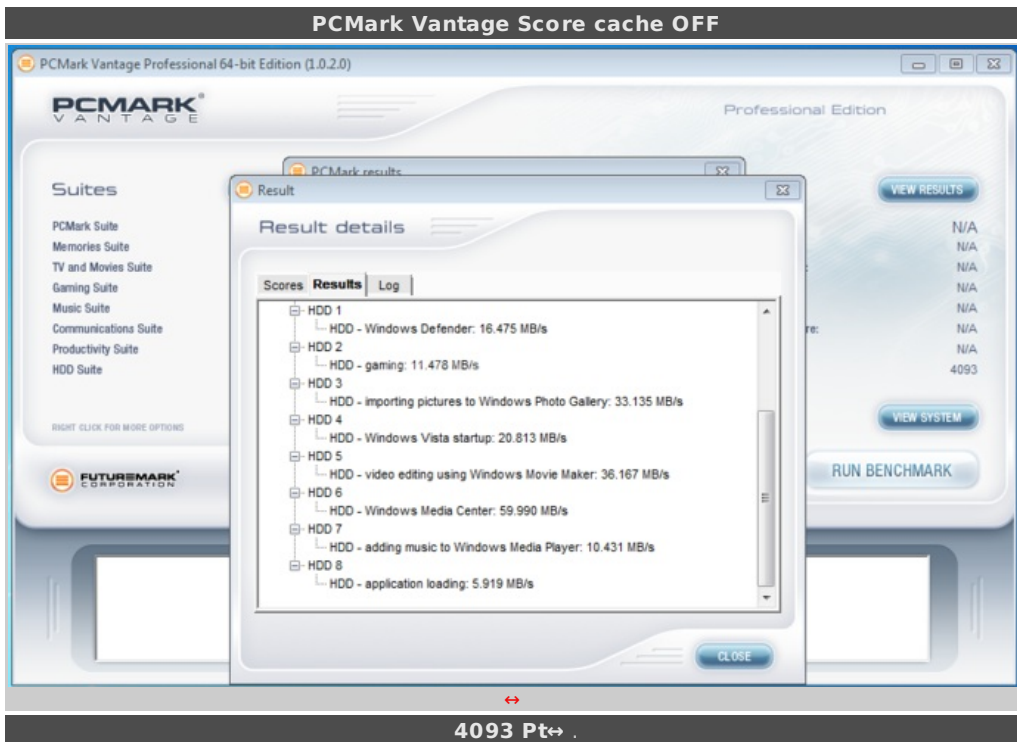 PCMark Vantage Score cache OFF
PCMark Vantage Professional 64-bit Edition (1.0.2.0)
PCMARK®
VANTAGE
Professional Edition
PCMark results
Suites
VIEW RESULTS
Result
Result details
PCMark Suite N/A
Memories Suite N/A
TV and Movies Suite N/A
Gaming Suite N/A
Music Suite N/A
Communications Suite re: N/A
Productivity Suite N/A
HDD Suite 4093
Scores Results Log
HDD 1
HDD - Windows Defender: 16.475 MB/s
HDD 2
HDD - gaming: 11.478 MB/s
HDD 3
HDD - importing pictures to Windows Photo Gallery: 33.135 MB/s
HDD 4
HDD - Windows Vista startup: 20.813 MB/s
HDD 5
HDD - video editing using Windows Movie Maker: 36.167 MB/s
HDD 6
HDD - Windows Media Center: 59.990 MB/s
HDD 7
HDD - adding music to Windows Media Player: 10.431 MB/s
HDD 8
HDD - application loading: 5.919 MB/s
RIGHT CLICK FOR MORE OPTIONS
VIEW SYSTEM
FUTUREMARK
CORPORATION
RUN BENCHMARK
CLOSE
↔
4093 Pt↔ .